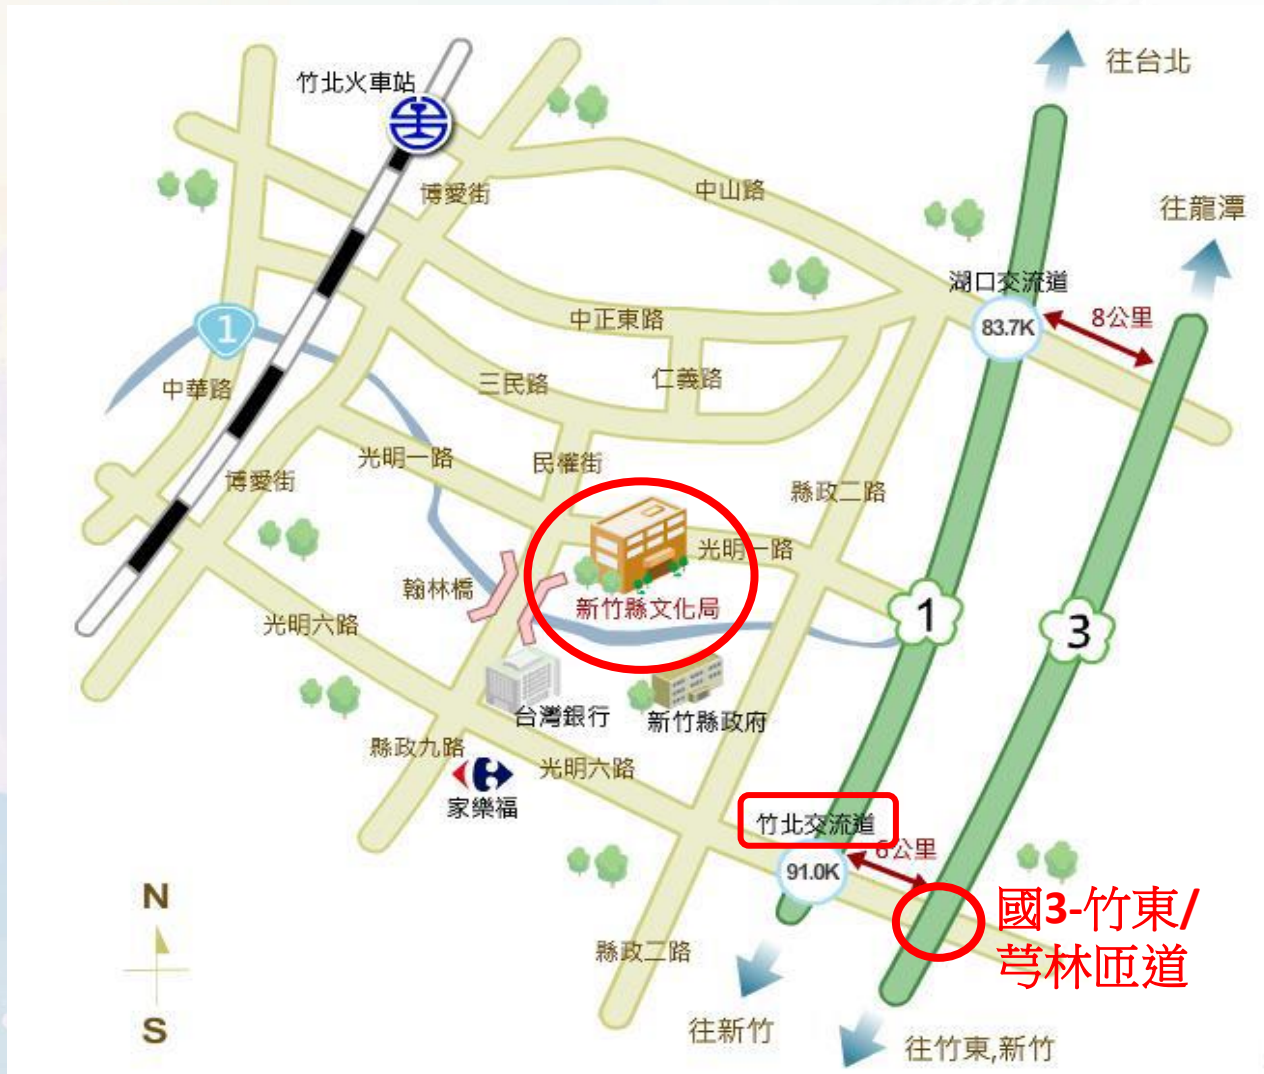 往台北
竹北火車站
博愛街
中山路
往龍潭
湖口交流道
83.7K
8公里
1
中正東路
中華路
三民路
仁義路
光明一路
民權街
博愛街
縣政二路
光明一路
翰林橋
新竹縣文化局
1
3
光明六路
台灣銀行
新竹縣政府
縣政九路
光明六路
家樂福
竹北交流道
6公里
91.0K
N
國3-竹東/
芎林匝道
縣政二路
S
往新竹
往竹東,新竹